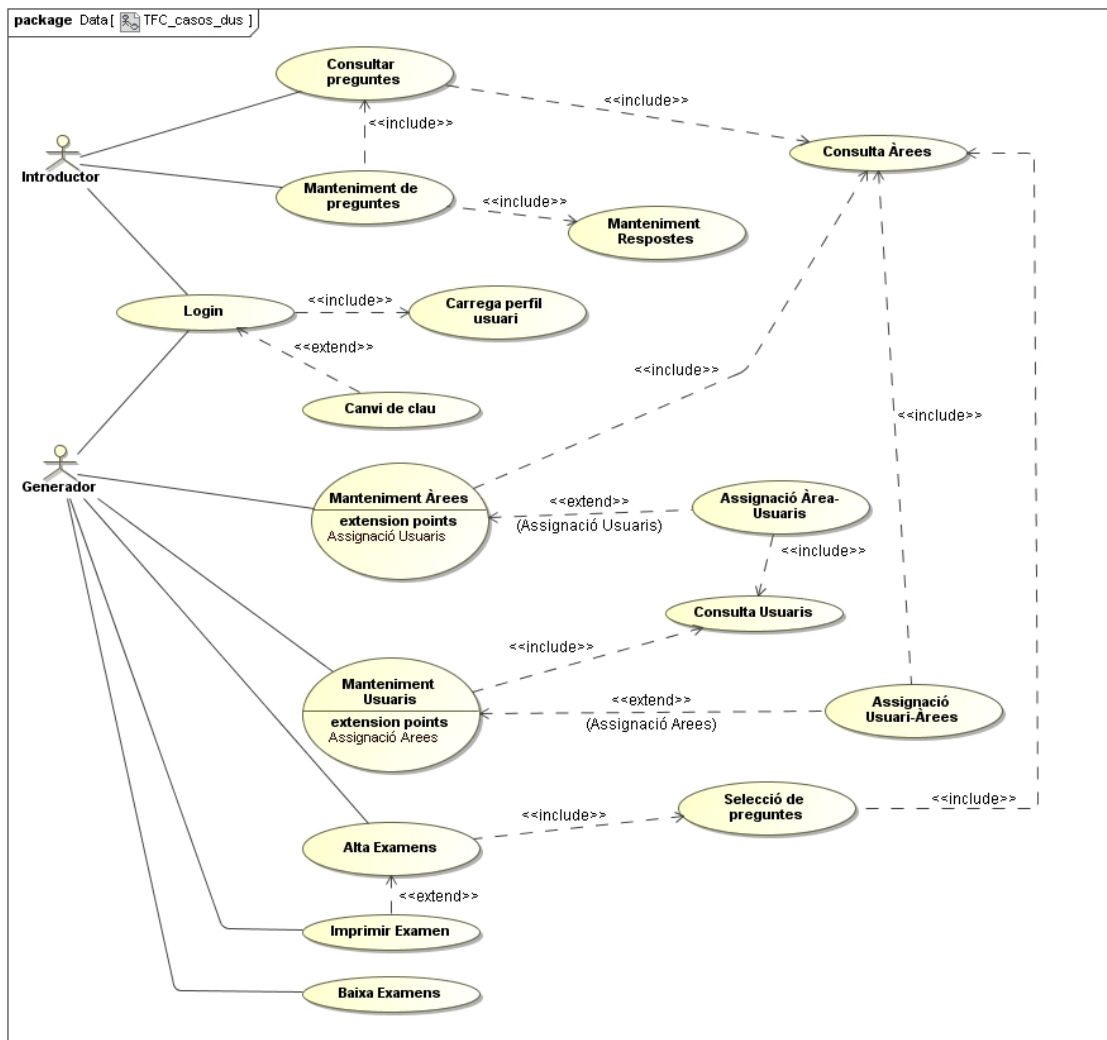 package Data[ TFC_casos_dus ]
Consultar
preguntes
<<include>>
<<include>>
Consulta Àrees
Introductor
Manteniment de
preguntes
<<include>>
Manteniment
Respostes
Login
<<include>>
Carrega perfil
usuari
<<extend>>
<<include>>
Canvi de clau
<<include>>
Generador
Manteniment Àrees
extension points
Assignació Usuaris
<<extend>>
(Assignació Usuaris)
Assignació Àrea-
Usuaris
<<include>>
Consulta Usuaris
<<include>>
Manteniment
Usuaris
extension points
Assignació Arees
<<extend>>
(Assignació Arees)
Assignació
Usuari-Àrees
Selecció de
preguntes
<<include>>
<<include>>
Alta Examens
<<extend>>
Imprimir Examen
Baixa Examens